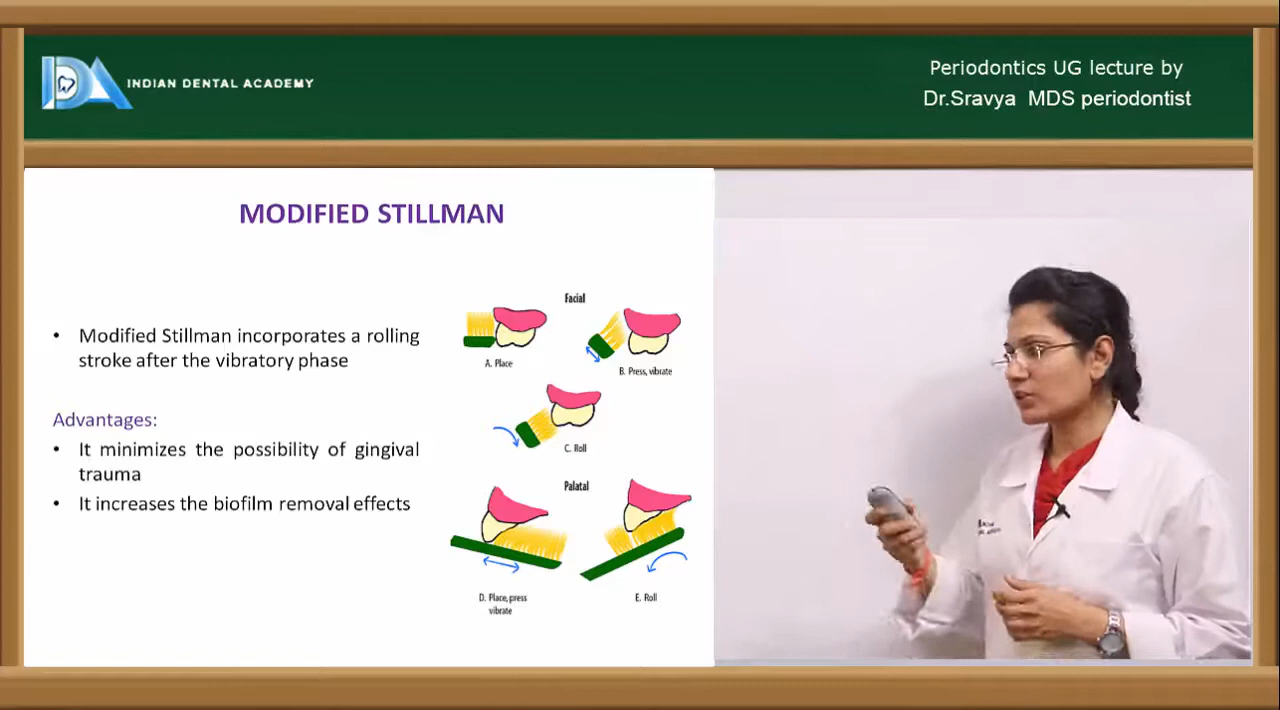 INDIAN DENTAL ACADEMY
Periodontics UG lecture by
Dr.Sravya MDS periodontist
MODIFIED STILLMAN
• Modified Stillman incorporates a rolling
stroke after the vibratory phase
Advantages:
• It minimizes the possibility of gingival
trauma
• It increases the biofilm removal effects
Facial
A. Place
B. Press, vibrate
C. Roll
Palatal
D. Place, press
vibrate
E. Roll